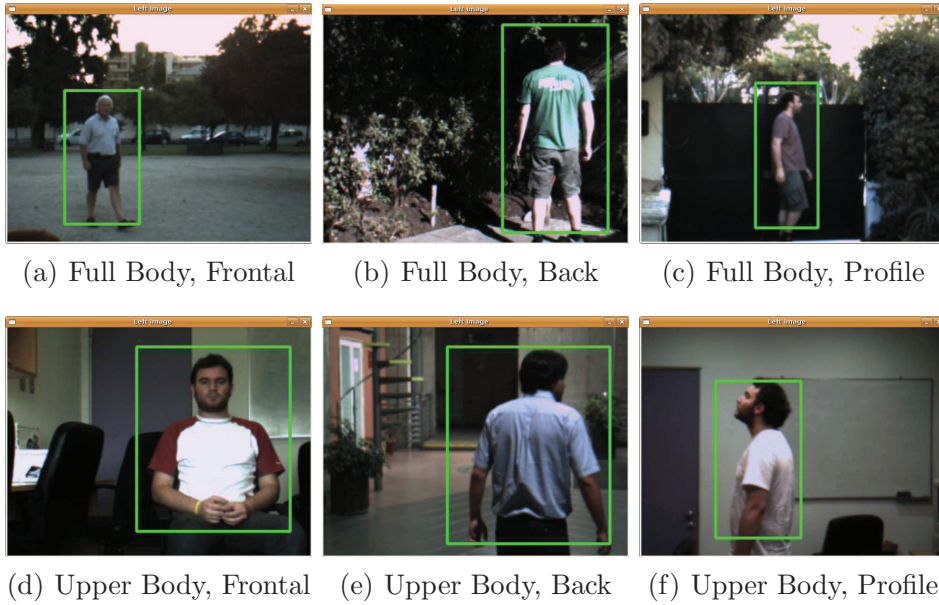 Left Image
Left Image
Left Image
(a) Full Body, Frontal
(b) Full Body, Back
(c) Full Body, Profile
Left Image
Left Image
Left Image
(d) Upper Body, Frontal
(e) Upper Body, Back
(f) Upper Body, Profile